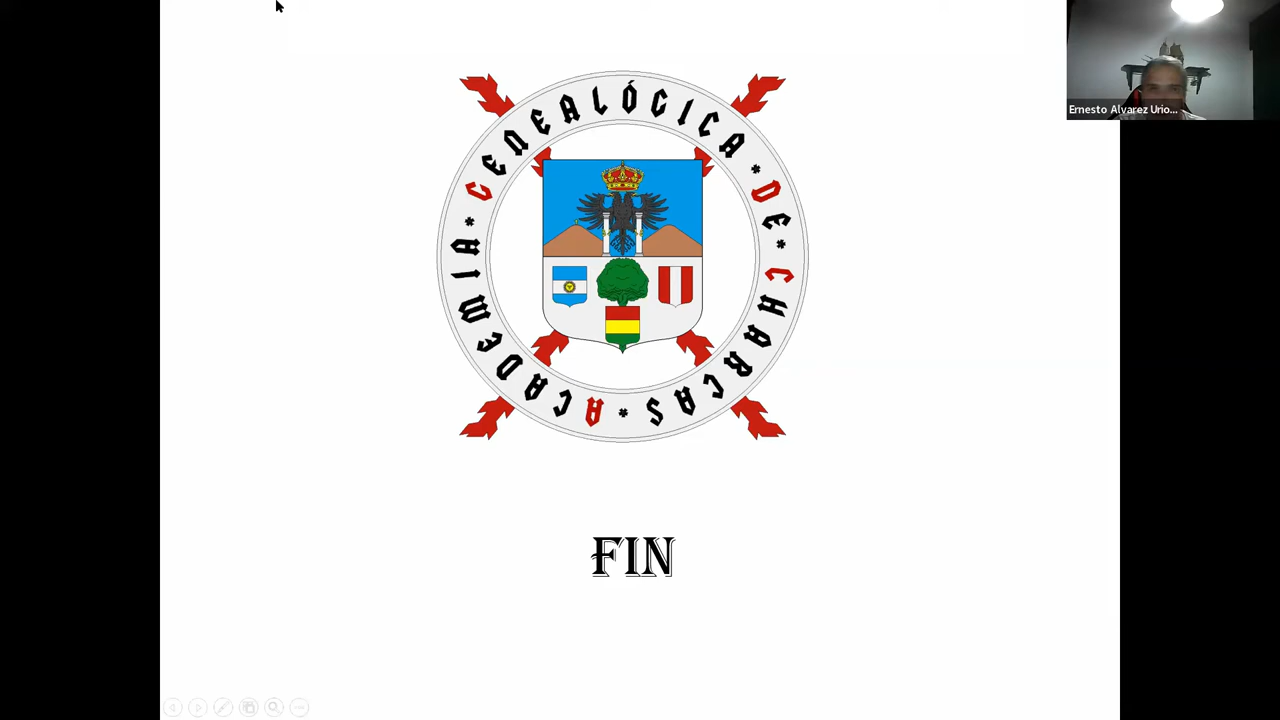 ACADEMIA * GENEALÓGICA * DE * CHARCAS *
Ernesto Alvarez Urio...
FIN